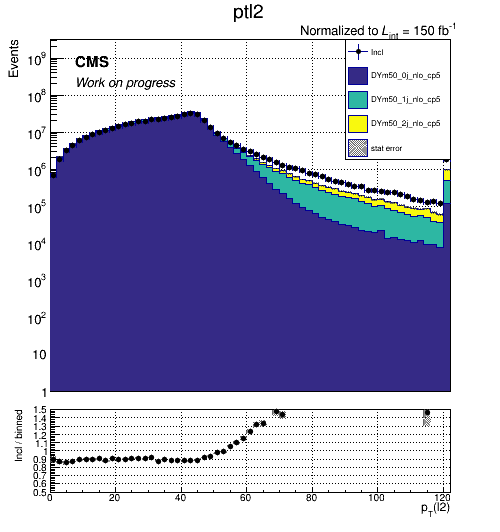 ptl2
Normalized to L_int = 150 fb^-1
Events
CMS
Work on progress
Incl
DYm50_0j_nlo_cp5
DYm50_1j_nlo_cp5
DYm50_2j_nlo_cp5
stat error
10^9
10^8
10^7
10^6
10^5
10^4
10^3
10^2
10
1
Incl / binned
1.5
1.4
1.3
1.2
1.1
1
0.9
0.8
0.7
0.6
0.5
0 20 40 60 80 100 120
p_T(l2)